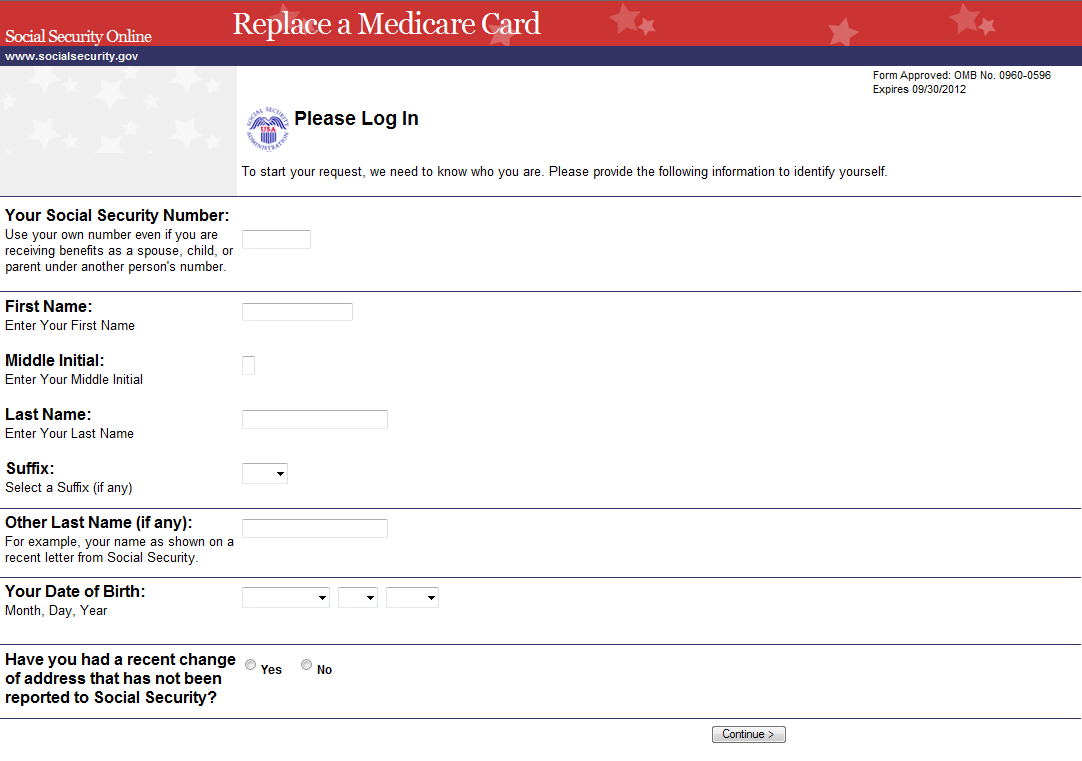 Social Security Online
Replace a Medicare Card
www.socialsecurity.gov
Form Approved: OMB No. 0960-0596
Expires 09/30/2012
SOCIAL SECURITY ADMINISTRATION
USA
Please Log In
To start your request, we need to know who you are. Please provide the following information to identify yourself.
Your Social Security Number:
Use your own number even if you are
receiving benefits as a spouse, child, or
parent under another person's number.
First Name:
Enter Your First Name
Middle Initial:
Enter Your Middle Initial
Last Name:
Enter Your Last Name
Suffix:
Select a Suffix (if any)
Other Last Name (if any):
For example, your name as shown on a
recent letter from Social Security.
Your Date of Birth:
Month, Day, Year
Have you had a recent change
of address that has not been
reported to Social Security?
Yes No
Continue >